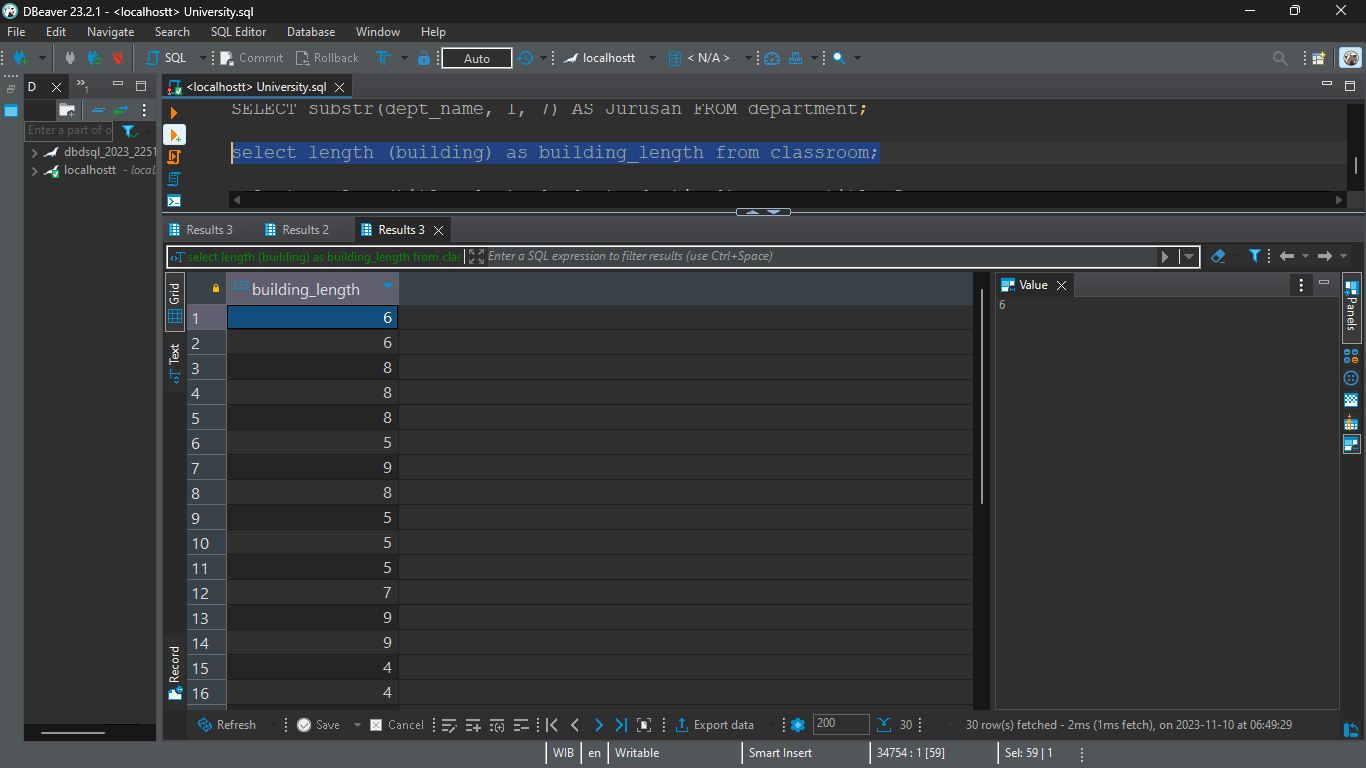 DBeaver 23.2.1 - <localhostt> University.sql
File Edit Navigate Search SQL Editor Database Window Help
SQL Commit Rollback Auto localhostt < N/A >
D »1 <localhostt> University.sql
Enter a part of o
dbdsql_2023_2251
localhostt - local
SELECT substr(dept_name, 1, 7) AS Jurusan FROM department;
select length (building) as building_length from classroom;
Results 3 Results 2 Results 3
select length (building) as building_length from clas Enter a SQL expression to filter results (use Ctrl+Space)
Grid
Text
Record
123 building_length
1 6
2 6
3 8
4 8
5 8
6 5
7 9
8 8
9 5
10 5
11 5
12 7
13 9
14 9
15 4
16 4
Value
6
Panels
Refresh Save Cancel Export data 200 30 ... 30 row(s) fetched - 2ms (1ms fetch), on 2023-11-10 at 06:49:29
WIB en Writable Smart Insert 34754 : 1 [59] Sel: 59 | 1